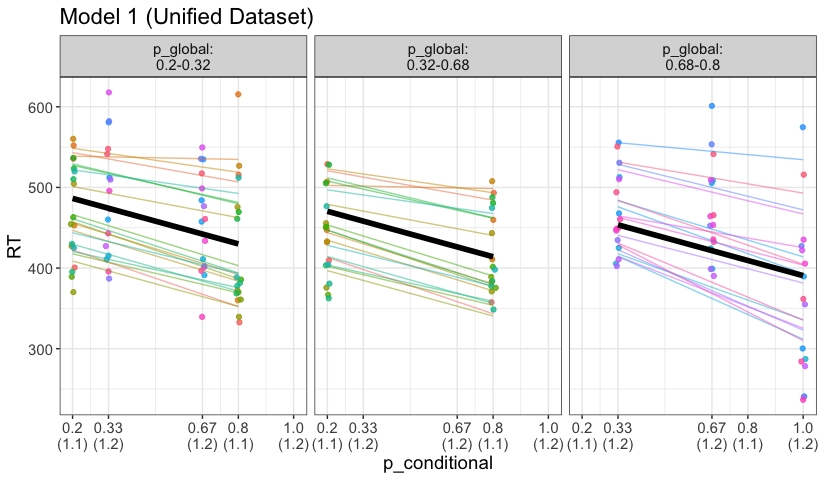 Model 1 (Unified Dataset)
p_global:
0.2-0.32
p_global:
0.32-0.68
p_global:
0.68-0.8
600
500
400
300
RT
0.2 0.33 0.67 0.8 1.0
(1.1) (1.2) (1.2) (1.1) (1.2)
0.2 0.33 0.67 0.8 1.0
(1.1) (1.2) (1.2) (1.1) (1.2)
0.2 0.33 0.67 0.8 1.0
(1.1) (1.2) (1.2) (1.1) (1.2)
p_conditional